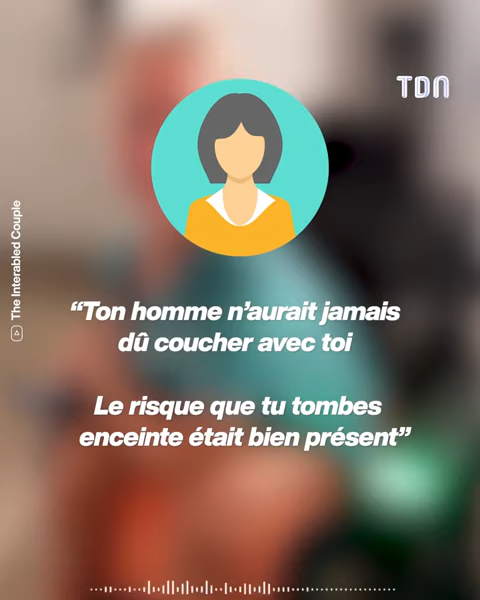 TDN
The Interabled Couple
“Ton homme n’aurait jamais
dû coucher avec toi
Le risque que tu tombes
enceinte était bien présent”